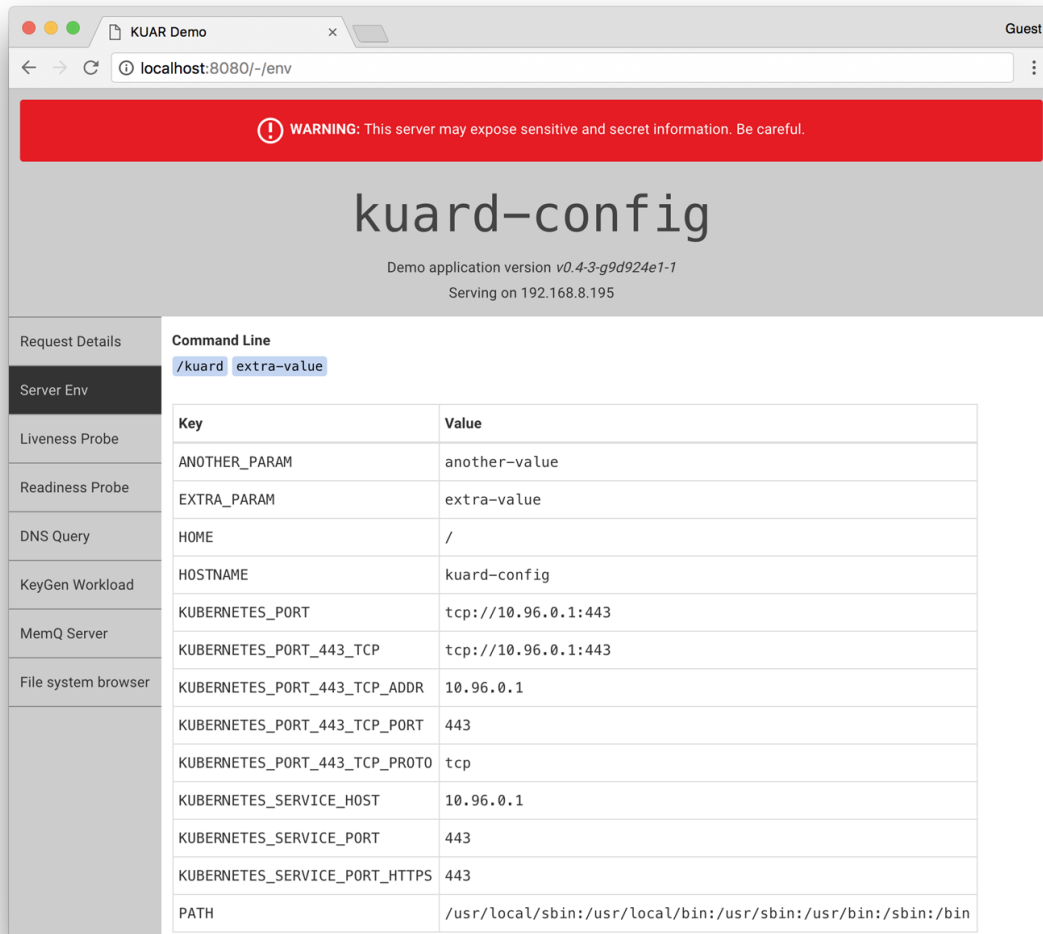 KUAR Demo
Guest
localhost:8080/-/env
WARNING: This server may expose sensitive and secret information. Be careful.
kuard-config
Demo application version v0.4-3-g9d924e1-1
Serving on 192.168.8.195
Request Details
Server Env
Liveness Probe
Readiness Probe
DNS Query
KeyGen Workload
MemQ Server
File system browser
Command Line
/kuard extra-value
Key Value
ANOTHER_PARAM another-value
EXTRA_PARAM extra-value
HOME /
HOSTNAME kuard-config
KUBERNETES_PORT tcp://10.96.0.1:443
KUBERNETES_PORT_443_TCP tcp://10.96.0.1:443
KUBERNETES_PORT_443_TCP_ADDR 10.96.0.1
KUBERNETES_PORT_443_TCP_PORT 443
KUBERNETES_PORT_443_TCP_PROTO tcp
KUBERNETES_SERVICE_HOST 10.96.0.1
KUBERNETES_SERVICE_PORT 443
KUBERNETES_SERVICE_PORT_HTTPS 443
PATH /usr/local/sbin:/usr/local/bin:/usr/sbin:/usr/bin:/sbin:/bin